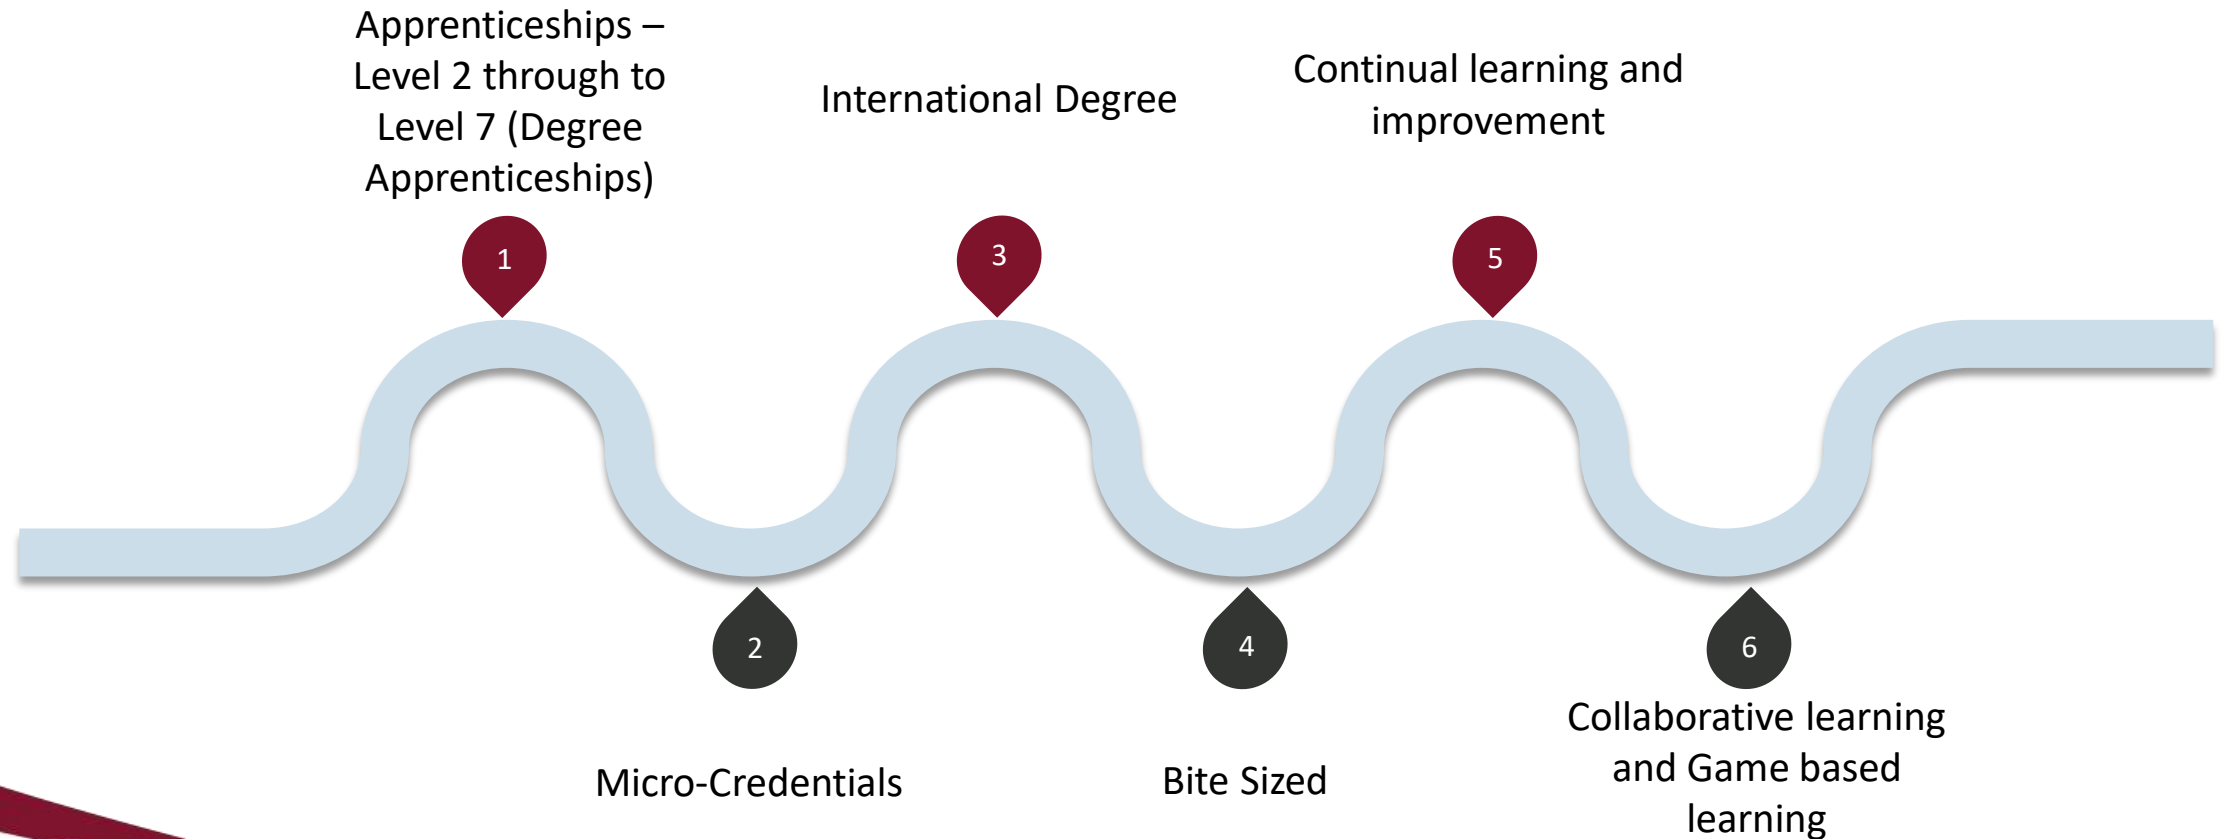 Apprenticeships –
Level 2 through to
Level 7 (Degree
Apprenticeships)
1
Micro-Credentials
2
International Degree
3
Bite Sized
4
Continual learning and
improvement
5
Collaborative learning
and Game based
learning
6